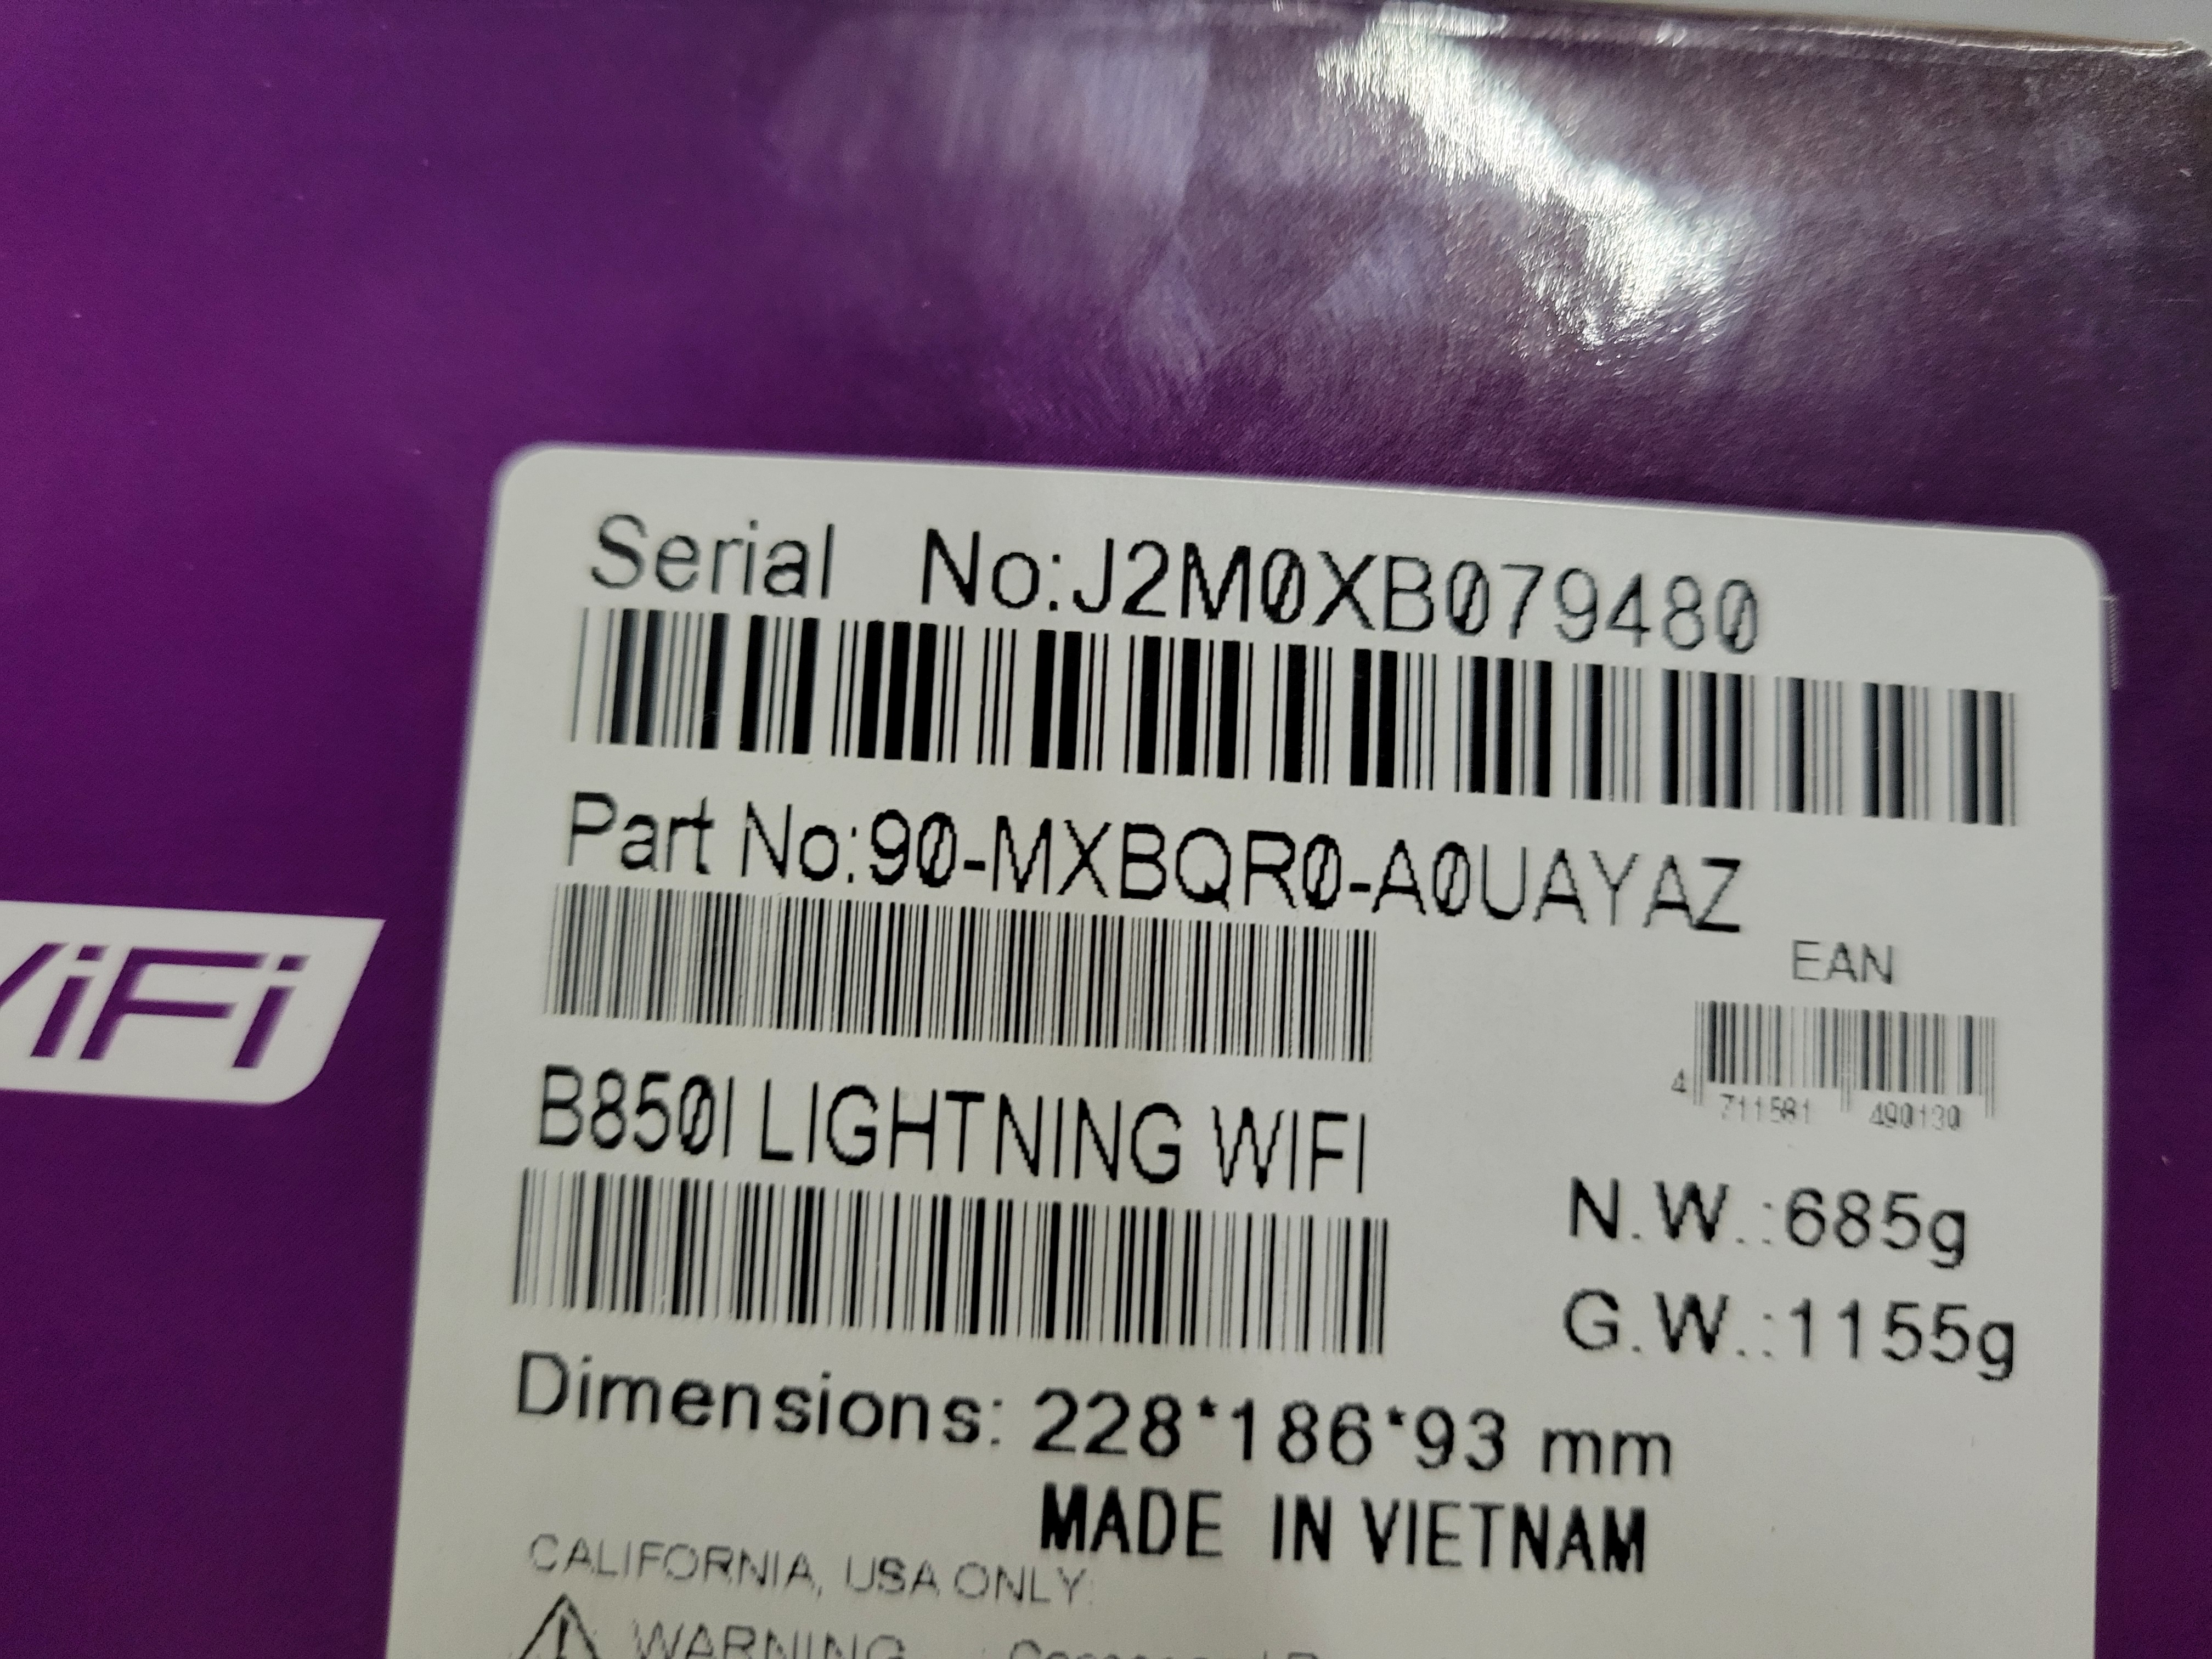 Serial No:J2M0XB079480
Part No:90-MXBQR0-A0UAYAZ
EAN
4 711581 490130
B850I LIGHTNING WIFI
N.W.:685g
G.W.:1155g
Dimensions: 228*186*93 mm
MADE IN VIETNAM
CALIFORNIA, USA ONLY:
WARNING
iFi